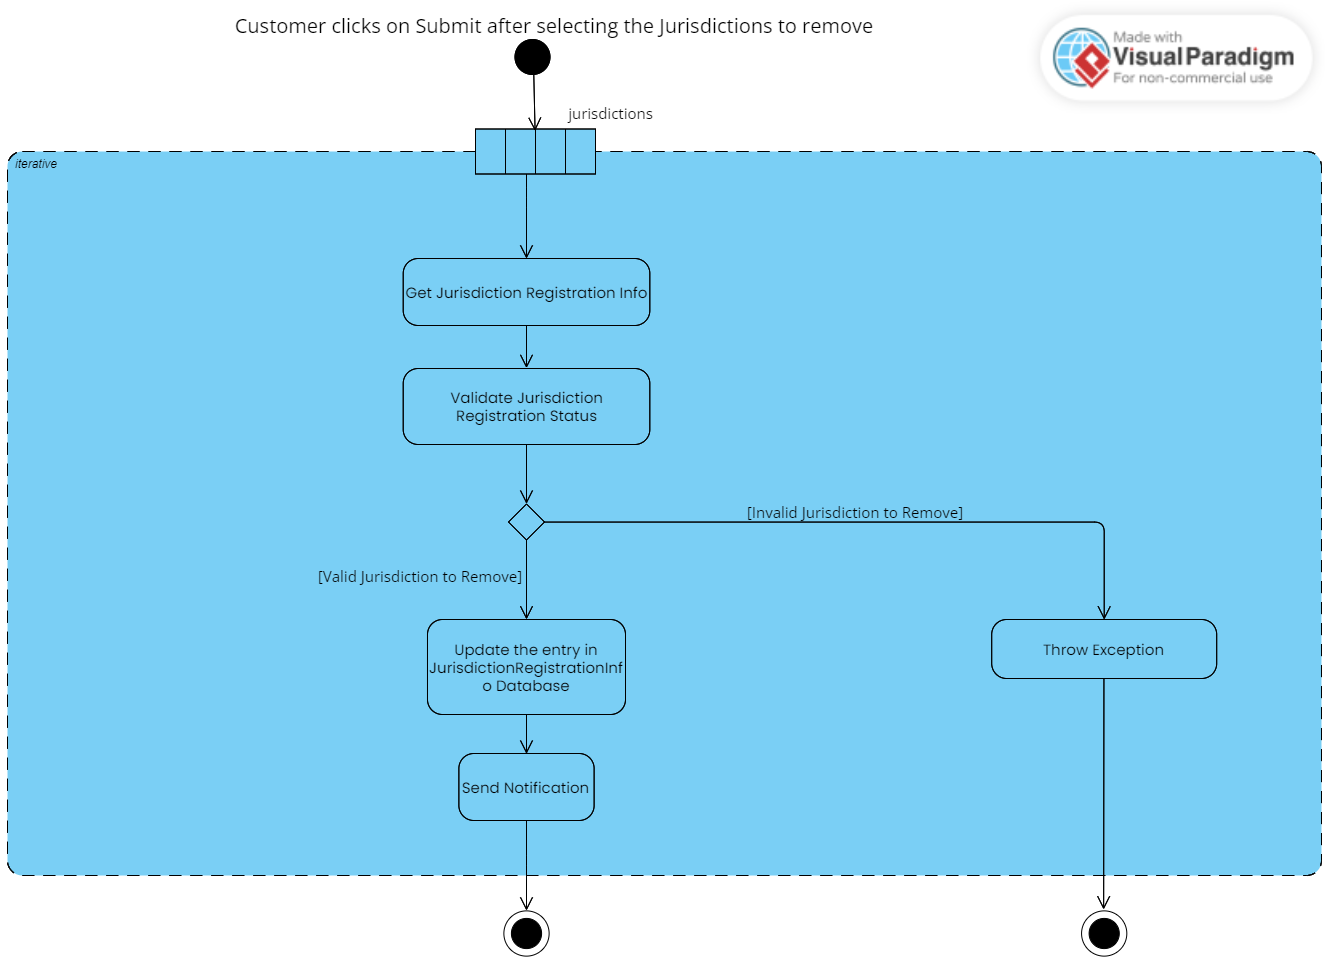 Customer clicks on Submit after selecting the Jurisdictions to remove
Made with
Visual Paradigm
For non-commercial use
jurisdictions
iterative
Get Jurisdiction Registration Info
Validate Jurisdiction
Registration Status
[Invalid Jurisdiction to Remove]
[Valid Jurisdiction to Remove]
Update the entry in
JurisdictionRegistrationInf
o Database
Throw Exception
Send Notification